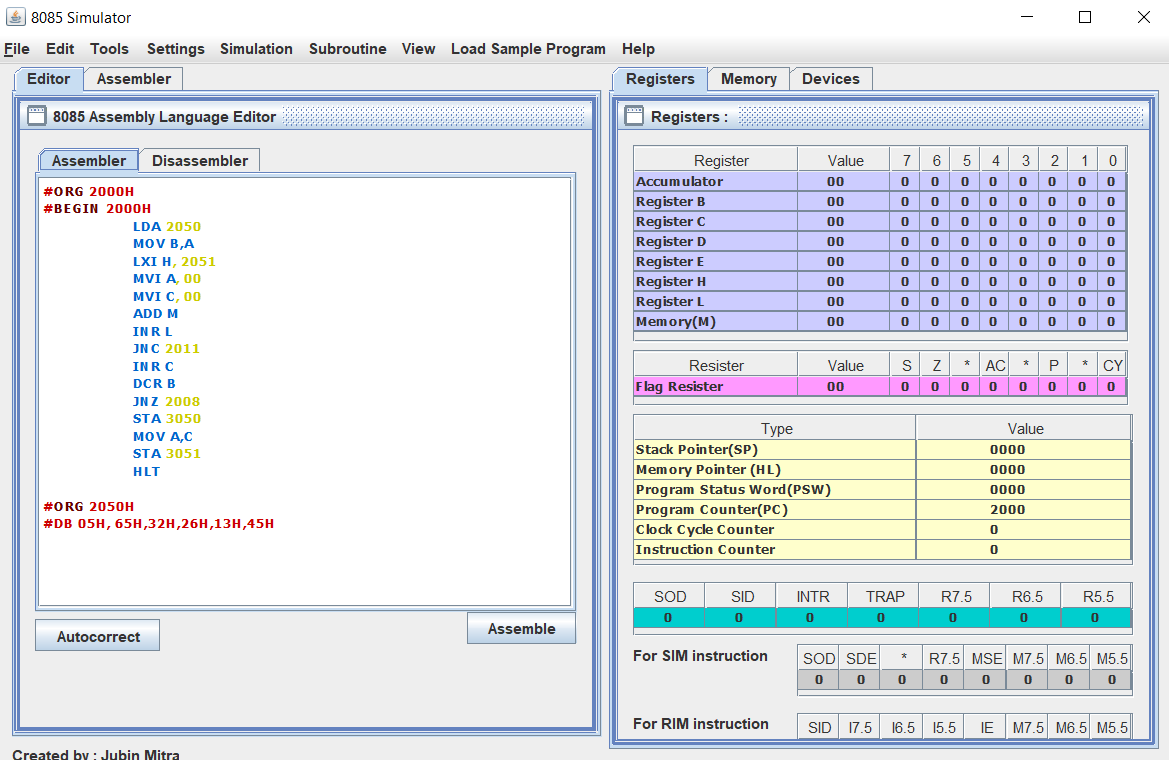 8085 Simulator
File Edit Tools Settings Simulation Subroutine View Load Sample Program Help
Editor Assembler
8085 Assembly Language Editor
Assembler Disassembler
#ORG 2000H
#BEGIN 2000H
LDA 2050
MOV B,A
LXI H, 2051
MVI A, 00
MVI C, 00
ADD M
INR L
JNC 2011
INR C
DCR B
JNZ 2008
STA 3050
MOV A,C
STA 3051
HLT
#ORG 2050H
#DB 05H, 65H,32H,26H,13H,45H
Autocorrect Assemble
Created by : Jubin Mitra
Registers Memory Devices
Registers :
Register Value 7 6 5 4 3 2 1 0
Accumulator 00 0 0 0 0 0 0 0 0
Register B 00 0 0 0 0 0 0 0 0
Register C 00 0 0 0 0 0 0 0 0
Register D 00 0 0 0 0 0 0 0 0
Register E 00 0 0 0 0 0 0 0 0
Register H 00 0 0 0 0 0 0 0 0
Register L 00 0 0 0 0 0 0 0 0
Memory(M) 00 0 0 0 0 0 0 0 0
Resister Value S Z * AC * P * CY
Flag Resister 00 0 0 0 0 0 0 0 0
Type Value
Stack Pointer(SP) 0000
Memory Pointer (HL) 0000
Program Status Word(PSW) 0000
Program Counter(PC) 2000
Clock Cycle Counter 0
Instruction Counter 0
SOD SID INTR TRAP R7.5 R6.5 R5.5
0 0 0 0 0 0 0
For SIM instruction SOD SDE * R7.5 MSE M7.5 M6.5 M5.5
0 0 0 0 0 0 0 0
For RIM instruction SID I7.5 I6.5 I5.5 IE M7.5 M6.5 M5.5